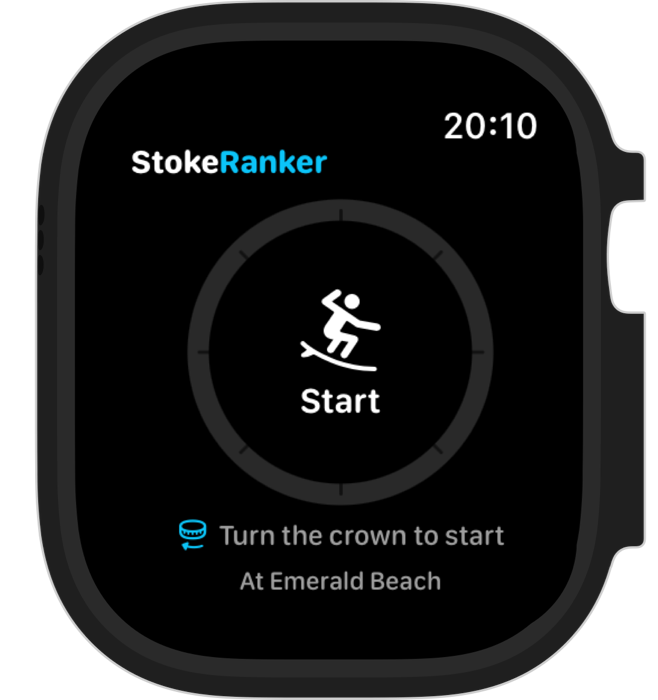 20:10
StokeRanker
Start
Turn the crown to start
At Emerald Beach